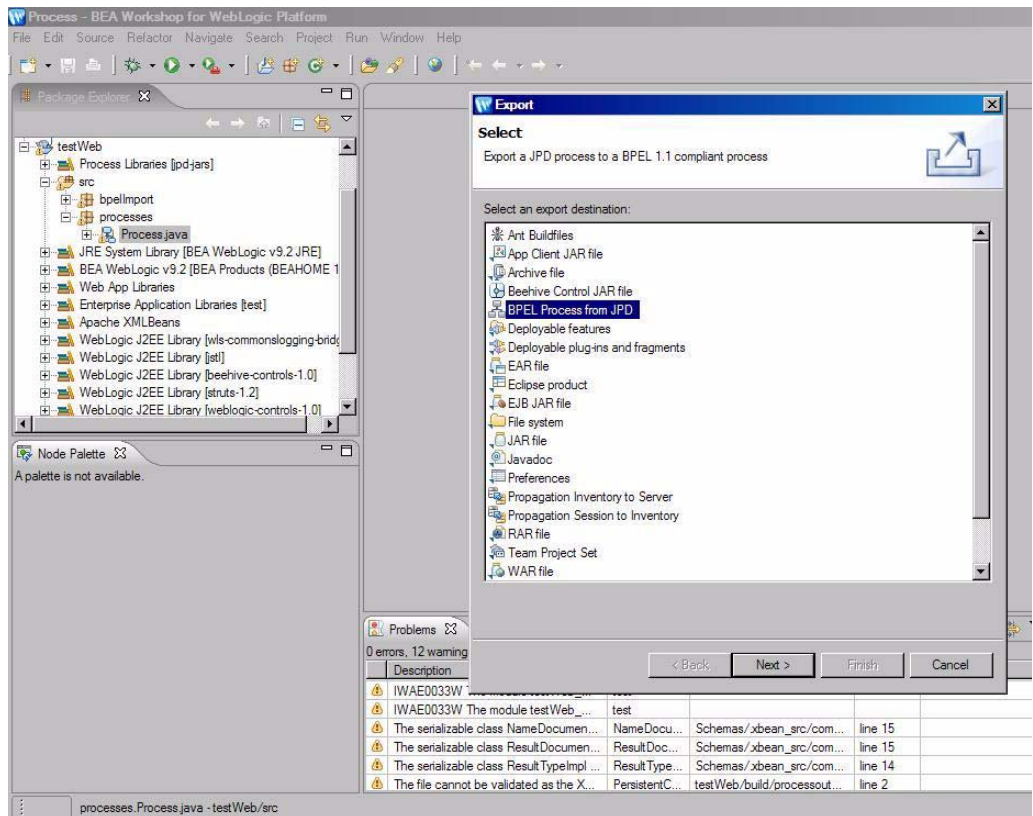 Process - BEA Workshop for WebLogic Platform
File Edit Source Refactor Navigate Search Project Run Window Help
Package Explorer
testWeb
Process Libraries [jpd-jars]
src
bpelImport
processes
Process.java
JRE System Library [BEA WebLogic v9.2 JRE]
BEA WebLogic v9.2 [BEA Products (BEAHOME 1
Web App Libraries
Enterprise Application Libraries [test]
Apache XMLBeans
WebLogic J2EE Library [wls-commonslogging-bridg
WebLogic J2EE Library [jstl]
WebLogic J2EE Library [beehive-controls-1.0]
WebLogic J2EE Library [struts-1.2]
WebLogic J2EE Library [weblogic-controls-1.0]
Node Palette
A palette is not available.
Export
Select
Export a JPD process to a BPEL 1.1 compliant process
Select an export destination:
Ant Buildfiles
App Client JAR file
Archive file
Beehive Control JAR file
BPEL Process from JPD
Deployable features
Deployable plug-ins and fragments
EAR file
Eclipse product
EJB JAR file
File system
JAR file
Javadoc
Preferences
Propagation Inventory to Server
Propagation Session to Inventory
RAR file
Team Project Set
WAR file
< Back Next > Finish Cancel
Problems
0 errors, 12 warning
Description
IWAE0033W The module testWeb_... test
IWAE0033W The module testWeb_... test
The serializable class NameDocumen... NameDocu... Schemas/.xbean_src/com... line 15
The serializable class ResultDocumen... ResultDoc... Schemas/.xbean_src/com... line 15
The serializable class ResultTypeImpl ... ResultType... Schemas/.xbean_src/com... line 14
The file cannot be validated as the X... PersistentC... testWeb/build/processout... line 2
processes.Process.java - testWeb/src